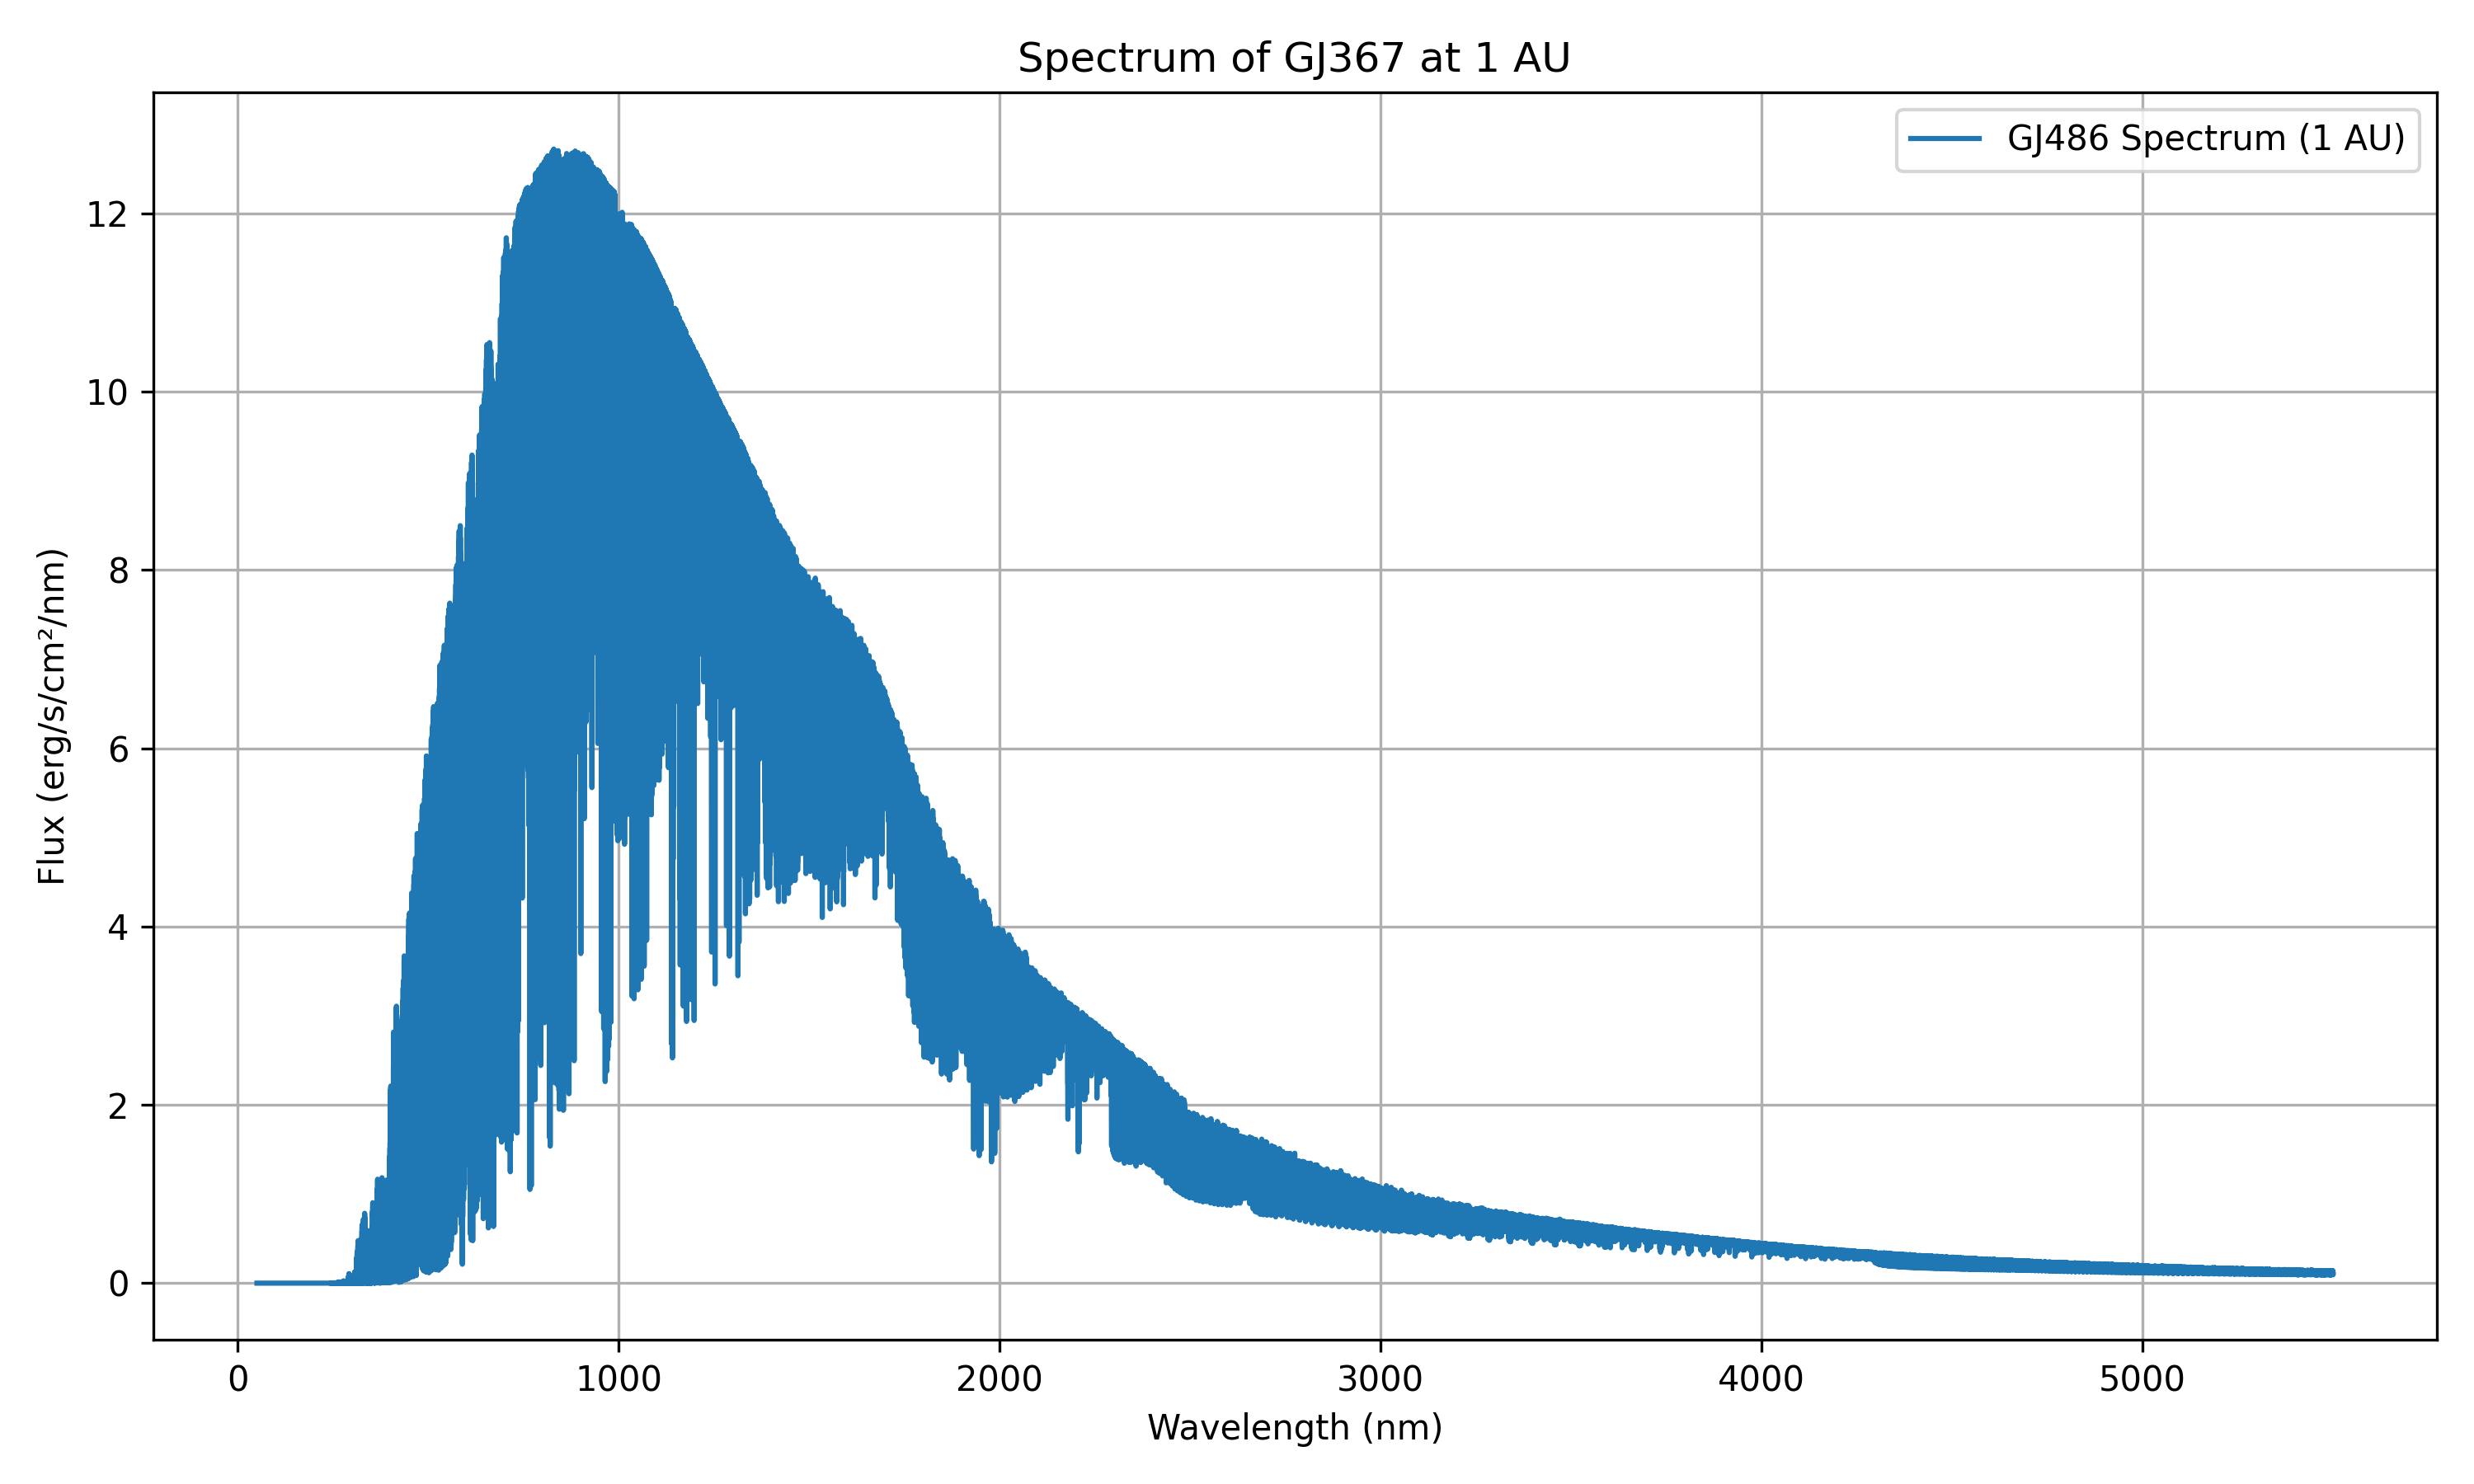 Spectrum of GJ367 at 1 AU
GJ486 Spectrum (1 AU)
Flux (erg/s/cm²/nm)
12
10
8
6
4
2
0
0 1000 2000 3000 4000 5000
Wavelength (nm)